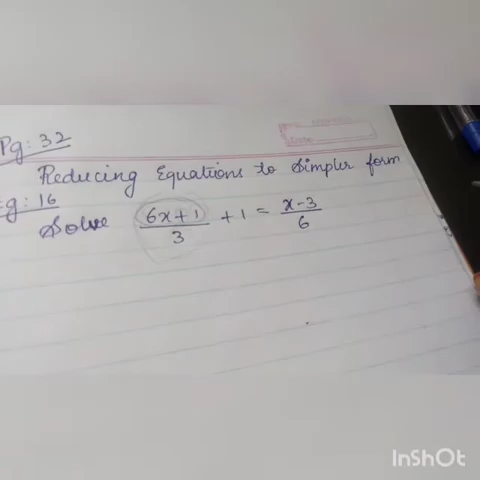 Pg: 32
Reducing Equations to Simpler form
Eg: 16
Solve (6x+1)/3 + 1 = (x-3)/6
InShOt